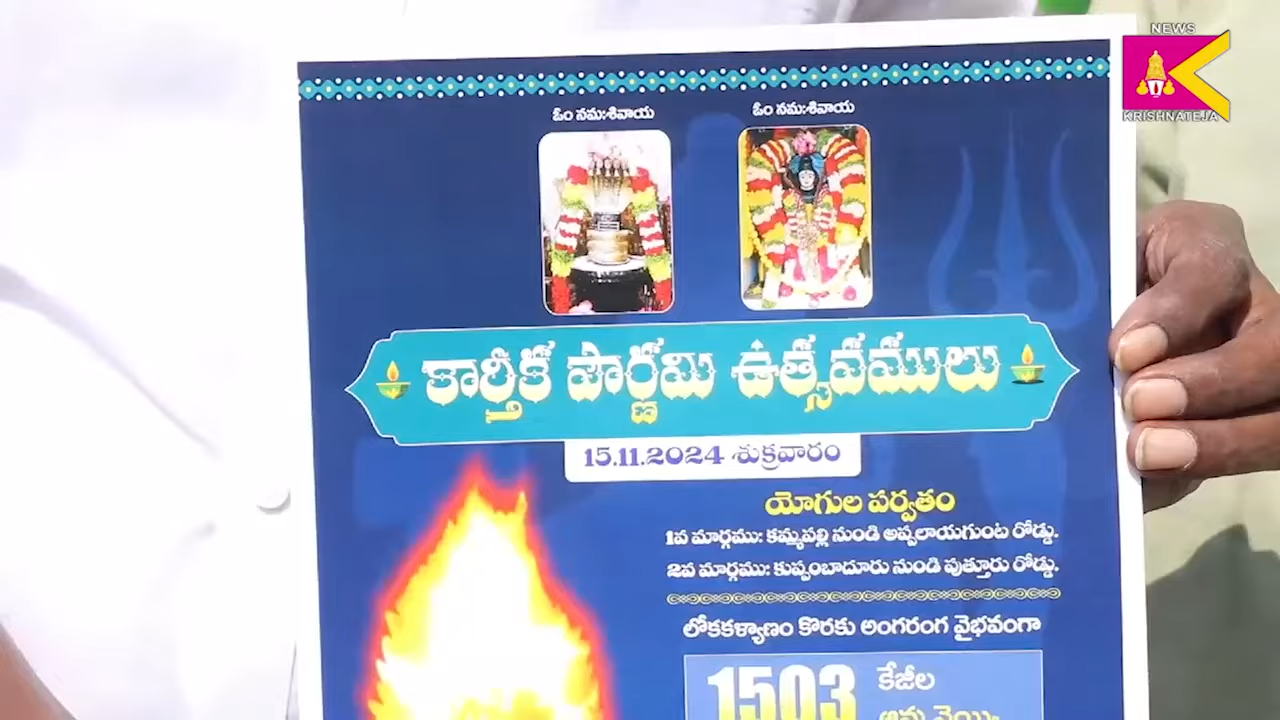 NEWS
KRISHNATEJA
ఓం నమఃశివాయ
ఓం నమఃశివాయ
కార్తీక పౌర్ణమి ఉత్సవములు
15.11.2024 శుక్రవారం
యోగుల పర్వతం
1వ మార్గము: కమ్మపల్లి నుండి అప్పలాయగుంట రోడ్డు.
2వ మార్గము: కుప్పంబాదూరు నుండి పుత్తూరు రోడ్డు.
లోకకళ్యాణం కొరకు అంగరంగ వైభవంగా
1503 కేజీల